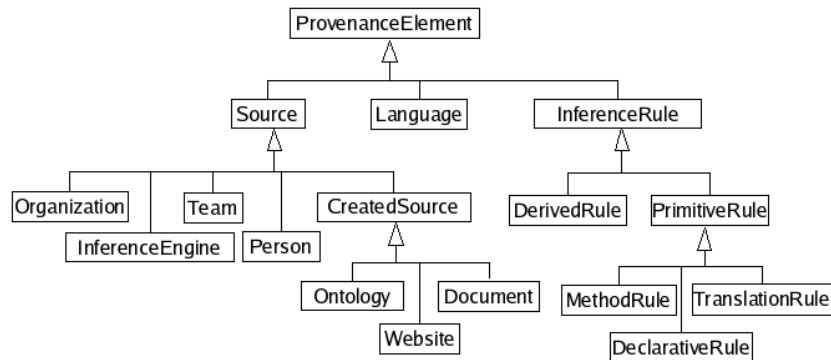 ProvenanceElement
Source
Language
InferenceRule
Organization
Team
CreatedSource
DerivedRule
PrimitiveRule
InferenceEngine
Person
Ontology
Document
MethodRule
TranslationRule
Website
DeclarativeRule